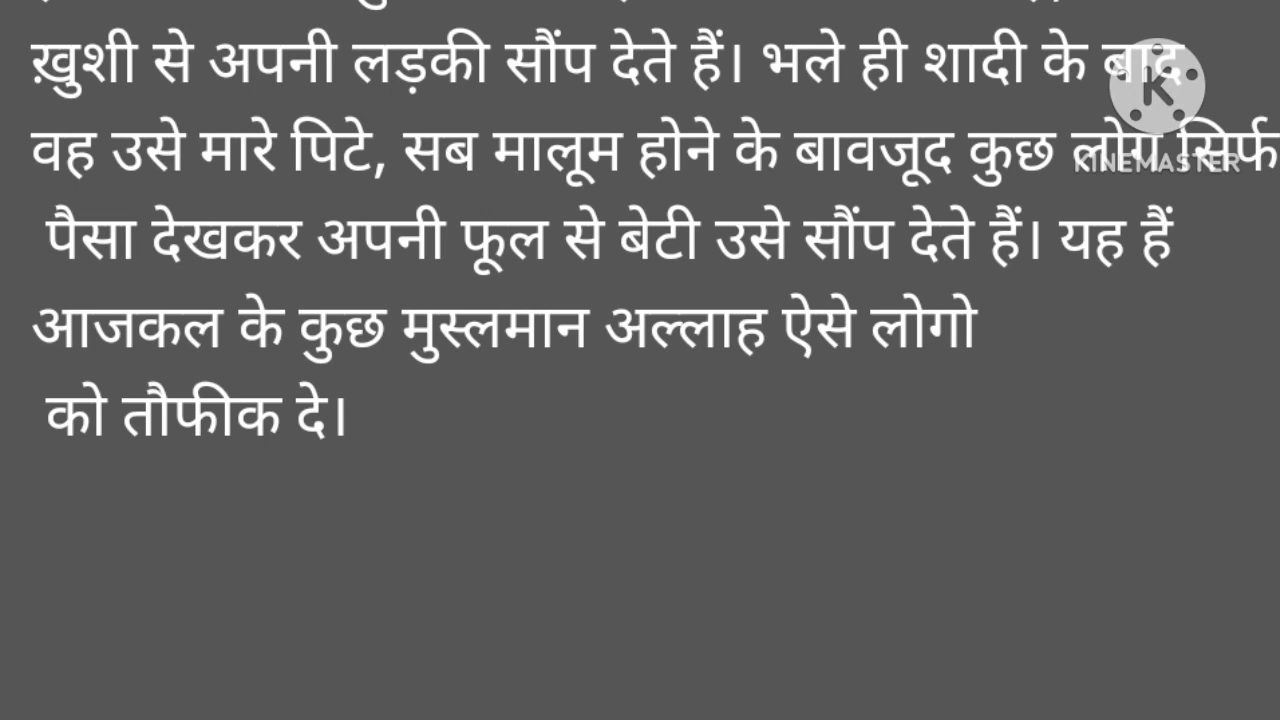 ख़ुशी से अपनी लड़की सौंप देते हैं। भले ही शादी के बाद
वह उसे मारे पिटे, सब मालूम होने के बावजूद कुछ लोग सिर्फ
पैसा देखकर अपनी फूल से बेटी उसे सौंप देते हैं। यह हैं
आजकल के कुछ मुस्लमान अल्लाह ऐसे लोगो
को तौफीक दे।
K
KINEMASTER